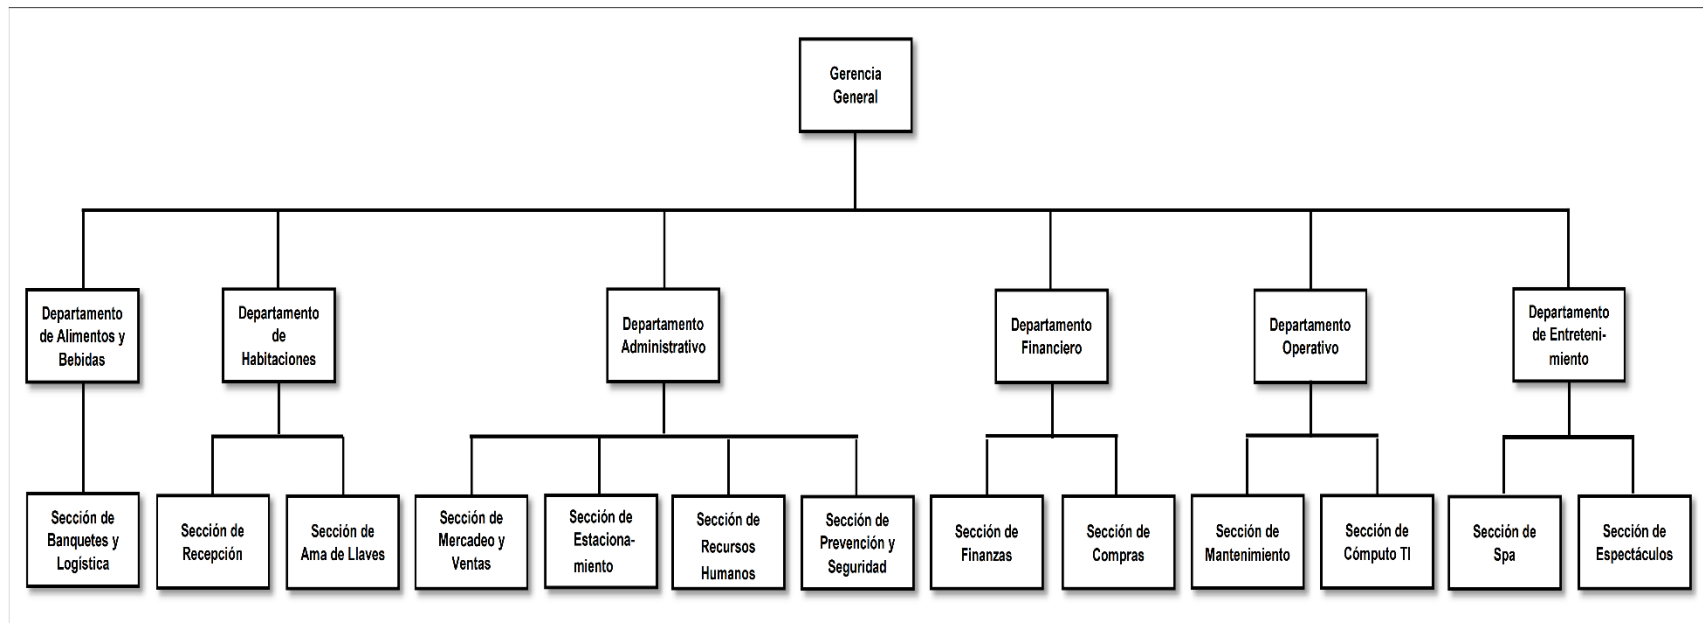 Gerencia
General
Departamento
de Alimentos y
Bebidas
Departamento
de
Habitaciones
Departamento
Administrativo
Departamento
Financiero
Departamento
Operativo
Departamento
de Entreteni-
miento
Sección de
Banquetes y
Logística
Sección de
Recepción
Sección de
Ama de Llaves
Sección de
Mercadeo y
Ventas
Sección de
Estaciona-
miento
Sección de
Recursos
Humanos
Sección de
Prevención y
Seguridad
Sección de
Finanzas
Sección de
Compras
Sección de
Mantenimiento
Sección de
Cómputo TI
Sección de
Spa
Sección de
Espectáculos